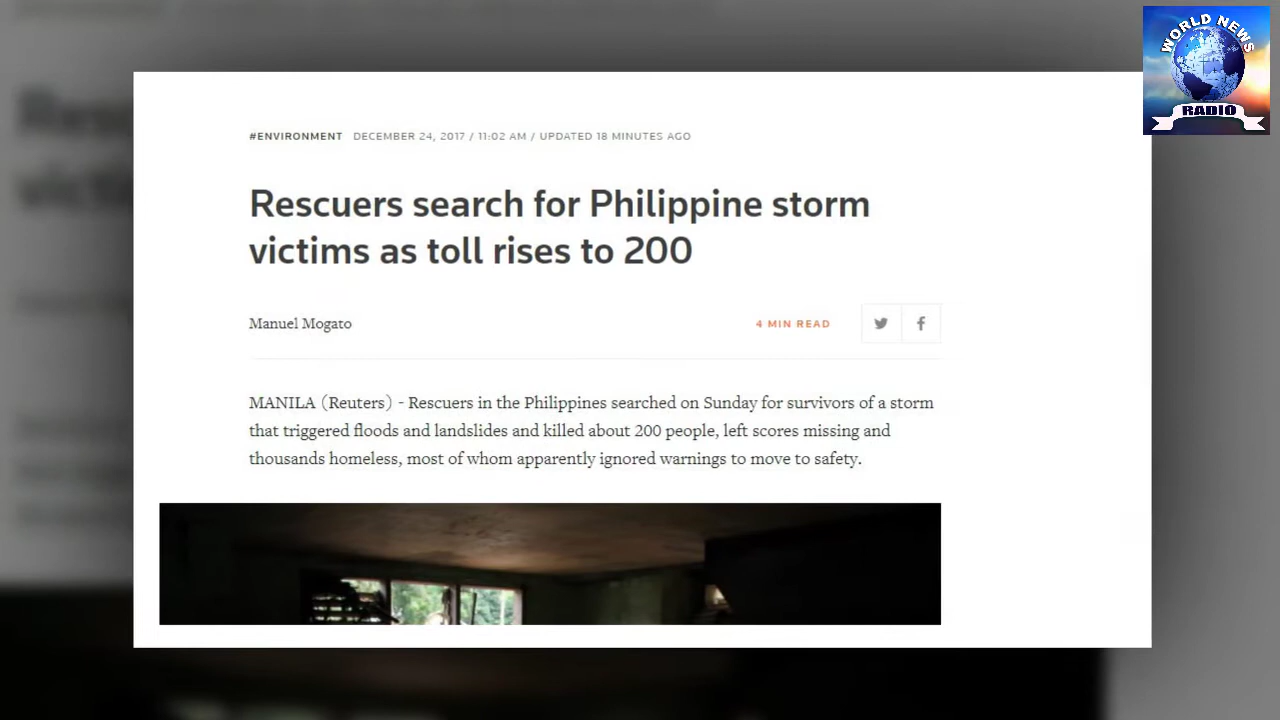 WORLD NEWS
RADIO
#ENVIRONMENT DECEMBER 24, 2017 / 11:02 AM / UPDATED 18 MINUTES AGO
Rescuers search for Philippine storm
victims as toll rises to 200
Manuel Mogato
4 MIN READ
MANILA (Reuters) - Rescuers in the Philippines searched on Sunday for survivors of a storm
that triggered floods and landslides and killed about 200 people, left scores missing and
thousands homeless, most of whom apparently ignored warnings to move to safety.